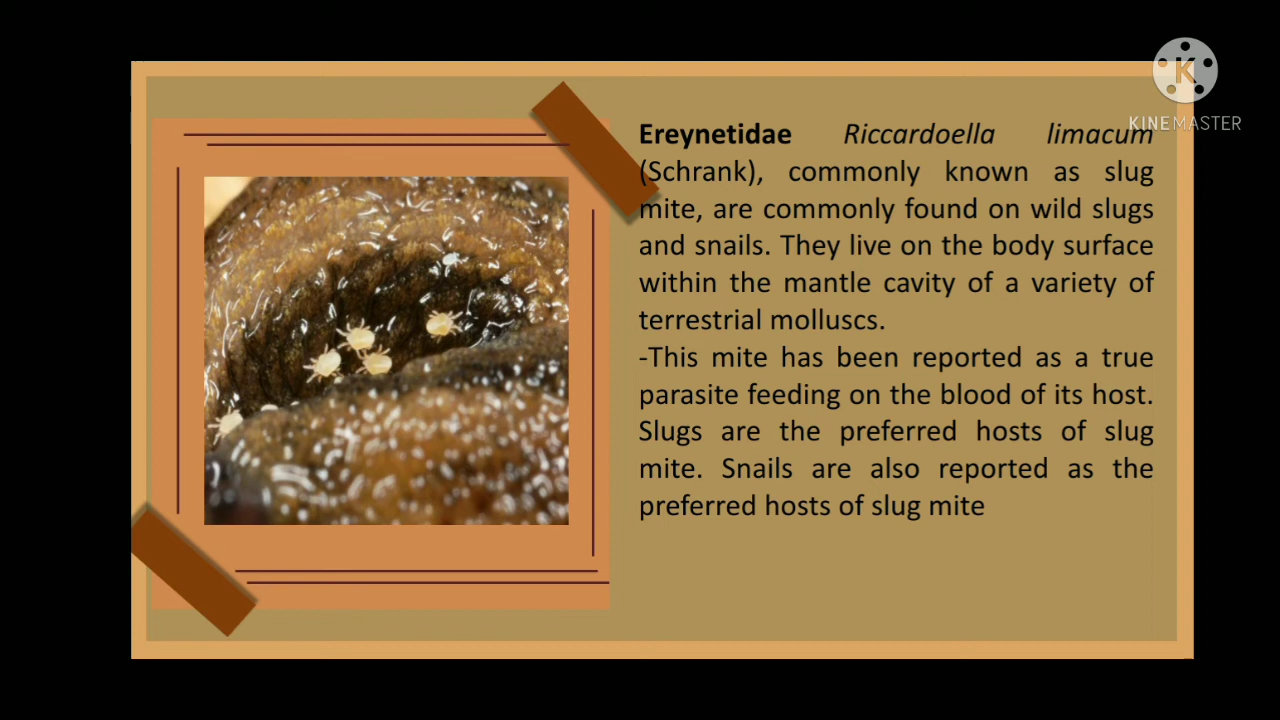 KINEMASTER
Ereynetidae Riccardoella limacum
(Schrank), commonly known as slug
mite, are commonly found on wild slugs
and snails. They live on the body surface
within the mantle cavity of a variety of
terrestrial molluscs.
-This mite has been reported as a true
parasite feeding on the blood of its host.
Slugs are the preferred hosts of slug
mite. Snails are also reported as the
preferred hosts of slug mite